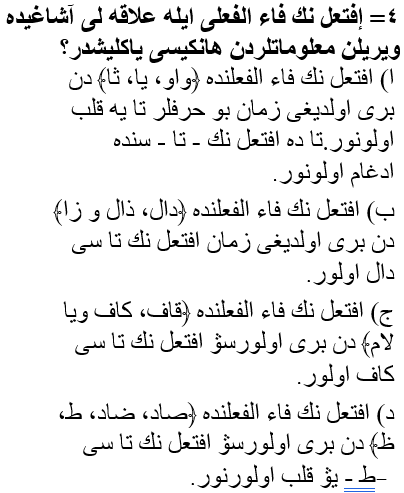 ٤= إفتعل نك فاء الفعلى ايله علاقه لى آشاغيده
ويريلن معلوماتلردن هانكيسى ياكليشدر؟
ا) افتعل نك فاء الفعلنده ﴿واو، يا، ثا﴾ دن
برى اولديغى زمان بو حرفلر تا يه قلب
اولونور.تا ده افتعل نك - تا - سنده
ادغام اولونور.
ب) افتعل نك فاء الفعلنده ﴿دال، ذال و زا﴾
دن برى اولديغى زمان افتعل نك تا سى
دال اولور.
ج) افتعل نك فاء الفعلنده ﴿قاف، كاف ويا
لام﴾ دن برى اولورسۋ افتعل نك تا سى
كاف اولور.
د) افتعل نك فاء الفعلنده ﴿صاد، ضاد، ط،
ظ﴾ دن برى اولورسۋ افتعل نك تا سى
–ط - يۋ قلب اولورنور.